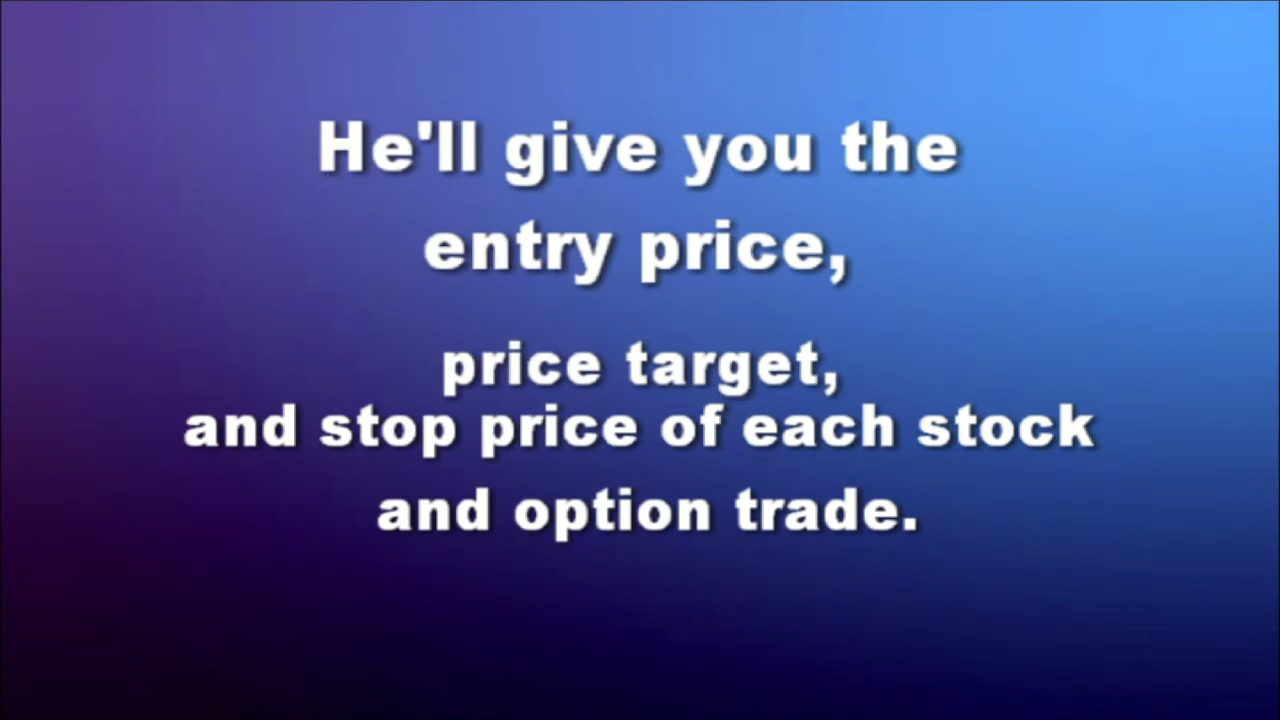 He'll give you the
entry price,
price target,
and stop price of each stock
and option trade.